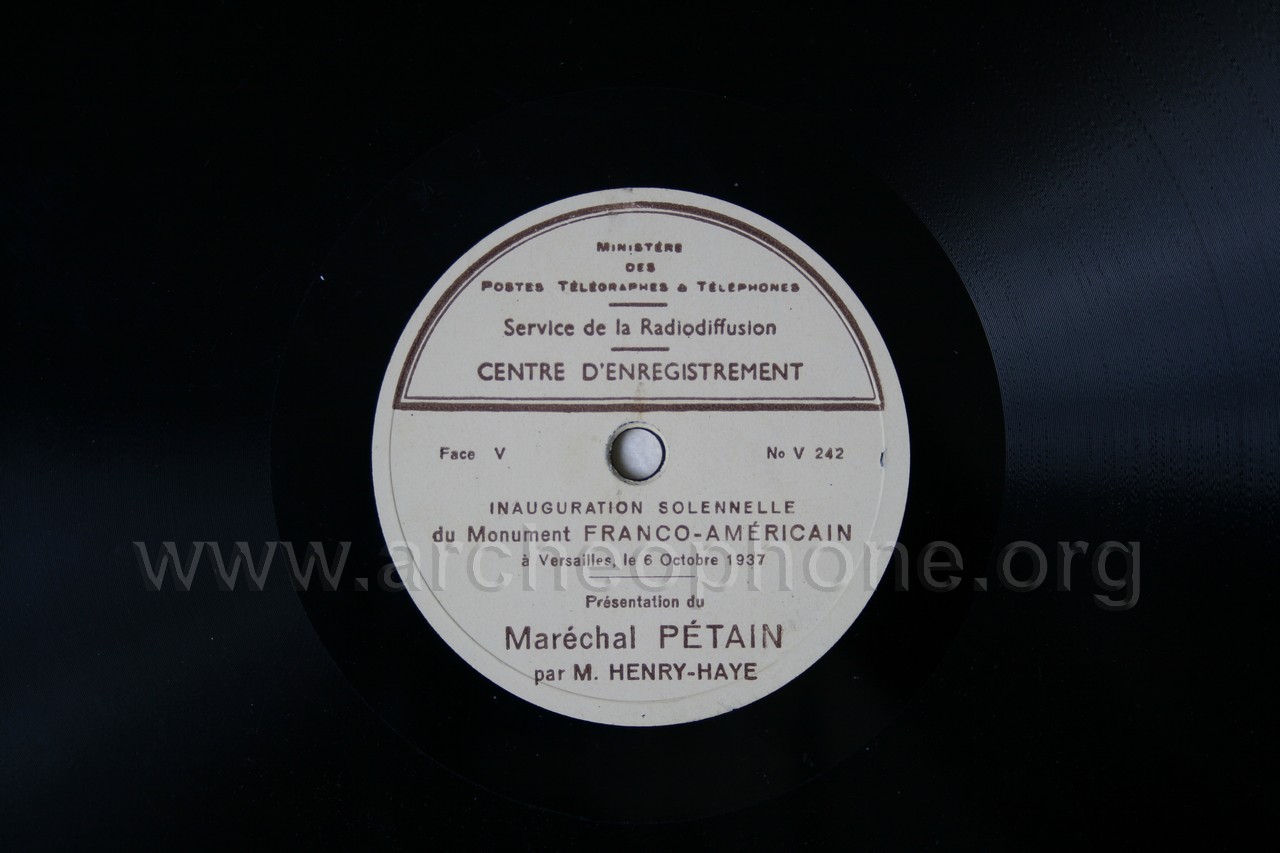 MINISTÈRE
DES
POSTES TÉLÉGRAPHES & TÉLÉPHONES
Service de la Radiodiffusion
CENTRE D'ENREGISTREMENT
Face V
No V 242
INAUGURATION SOLENNELLE
du Monument FRANCO-AMÉRICAIN
à Versailles, le 6 Octobre 1937
www.archeophone.org
Présentation du
Maréchal PÉTAIN
par M. HENRY-HAYE